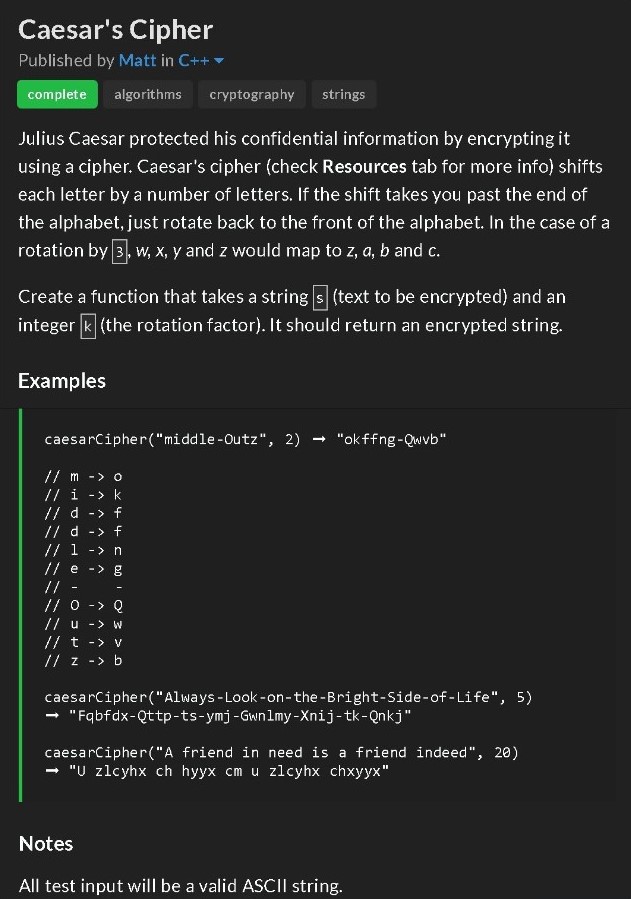 Caesar's Cipher
Published by Matt in C++
complete algorithms cryptography strings
Julius Caesar protected his confidential information by encrypting it
using a cipher. Caesar's cipher (check Resources tab for more info) shifts
each letter by a number of letters. If the shift takes you past the end of
the alphabet, just rotate back to the front of the alphabet. In the case of a
rotation by 3, w, x, y and z would map to z, a, b and c.
Create a function that takes a string s (text to be encrypted) and an
integer k (the rotation factor). It should return an encrypted string.
Examples
caesarCipher("middle-Outz", 2) ➞ "okffng-Qwvb"
// m -> o
// i -> k
// d -> f
// d -> f
// l -> n
// e -> g
// -    -
// O -> Q
// u -> w
// t -> v
// z -> b
caesarCipher("Always-Look-on-the-Bright-Side-of-Life", 5)
➞ "Fqbfdx-Qttp-ts-ymj-Gwnlmy-Xnij-tk-Qnkj"
caesarCipher("A friend in need is a friend indeed", 20)
➞ "U zlcyhx ch hyyx cm u zlcyhx chxyyx"
Notes
All test input will be a valid ASCII string.